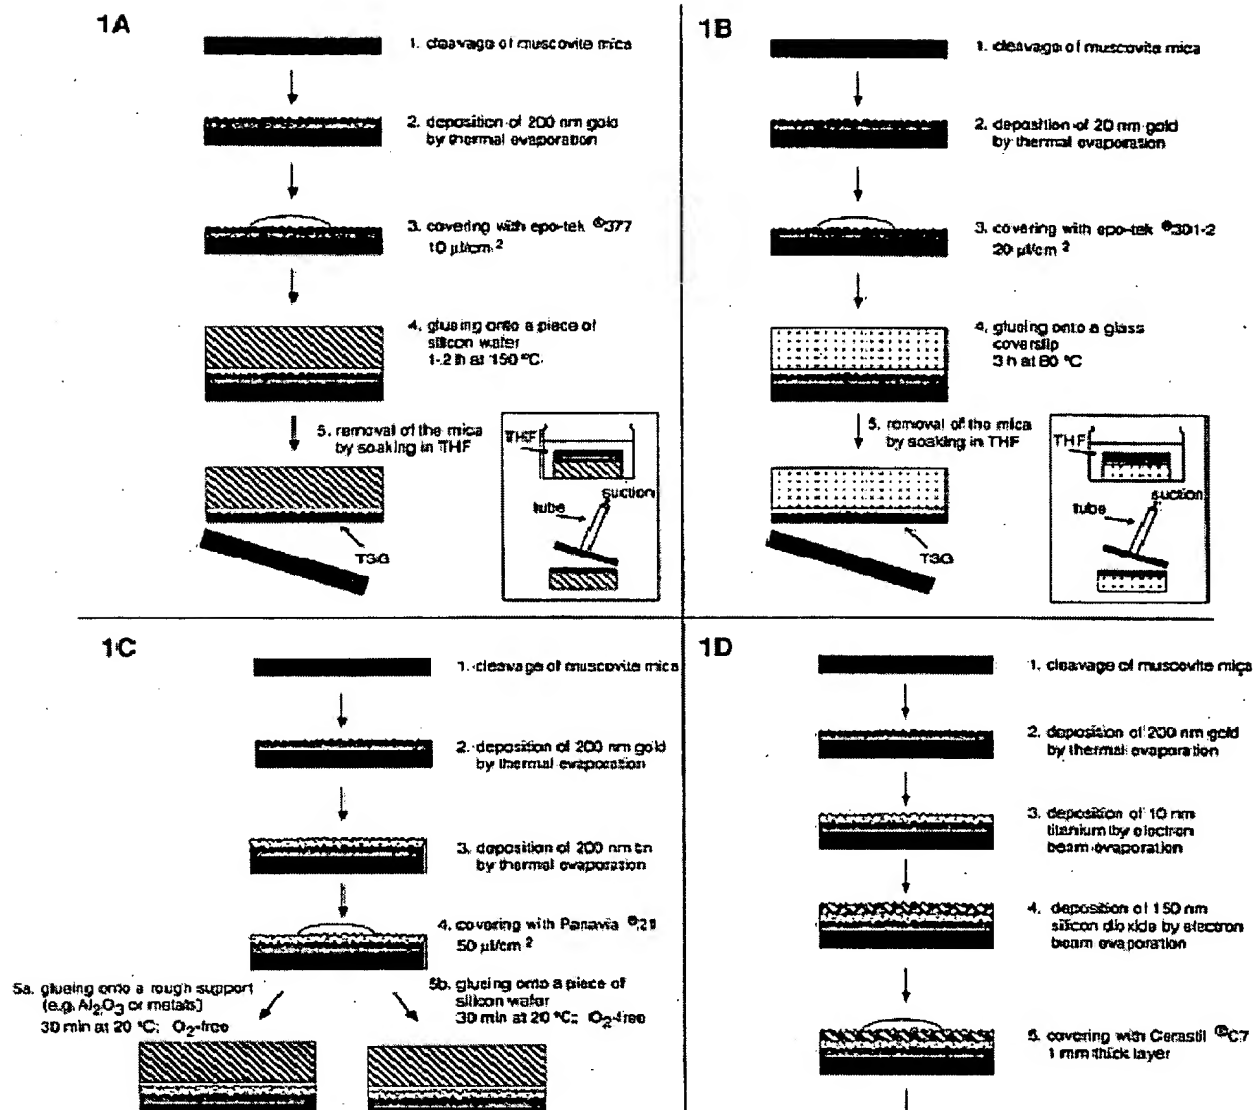 1A
1. cleavage of muscovite mica
2. deposition of 200 nm gold
by thermal evaporation
3. covering with epo-tek ®377
10 µl/cm 2
4. glueing onto a piece of
silicon wafer
1-2 h at 150 °C
5. removal of the mica
by soaking in THF
THF
suction
tube
TSG
1B
1. cleavage of muscovite mica
2. deposition of 20 nm gold
by thermal evaporation
3. covering with epo-tek ®301-2
20 µl/cm 2
4. glueing onto a glass
coverslip
3 h at 80 °C
5. removal of the mica
by soaking in THF
THF
suction
tube
TSG
1C
1. cleavage of muscovite mica
2. deposition of 200 nm gold
by thermal evaporation
3. deposition of 200 nm tin
by thermal evaporation
4. covering with Panavia ®21
50 µl/cm 2
5a. glueing onto a rough support
(e.g. Al2O3 or metals)
30 min at 20 °C; O2-free
5b. glueing onto a piece of
silicon wafer
30 min at 20 °C; O2-free
1D
1. cleavage of muscovite mica
2. deposition of 200 nm gold
by thermal evaporation
3. deposition of 10 nm
titanium by electron
beam evaporation
4. deposition of 150 nm
silicon dioxide by electron
beam evaporation
5. covering with Cerastil ®C7
1 mm thick layer